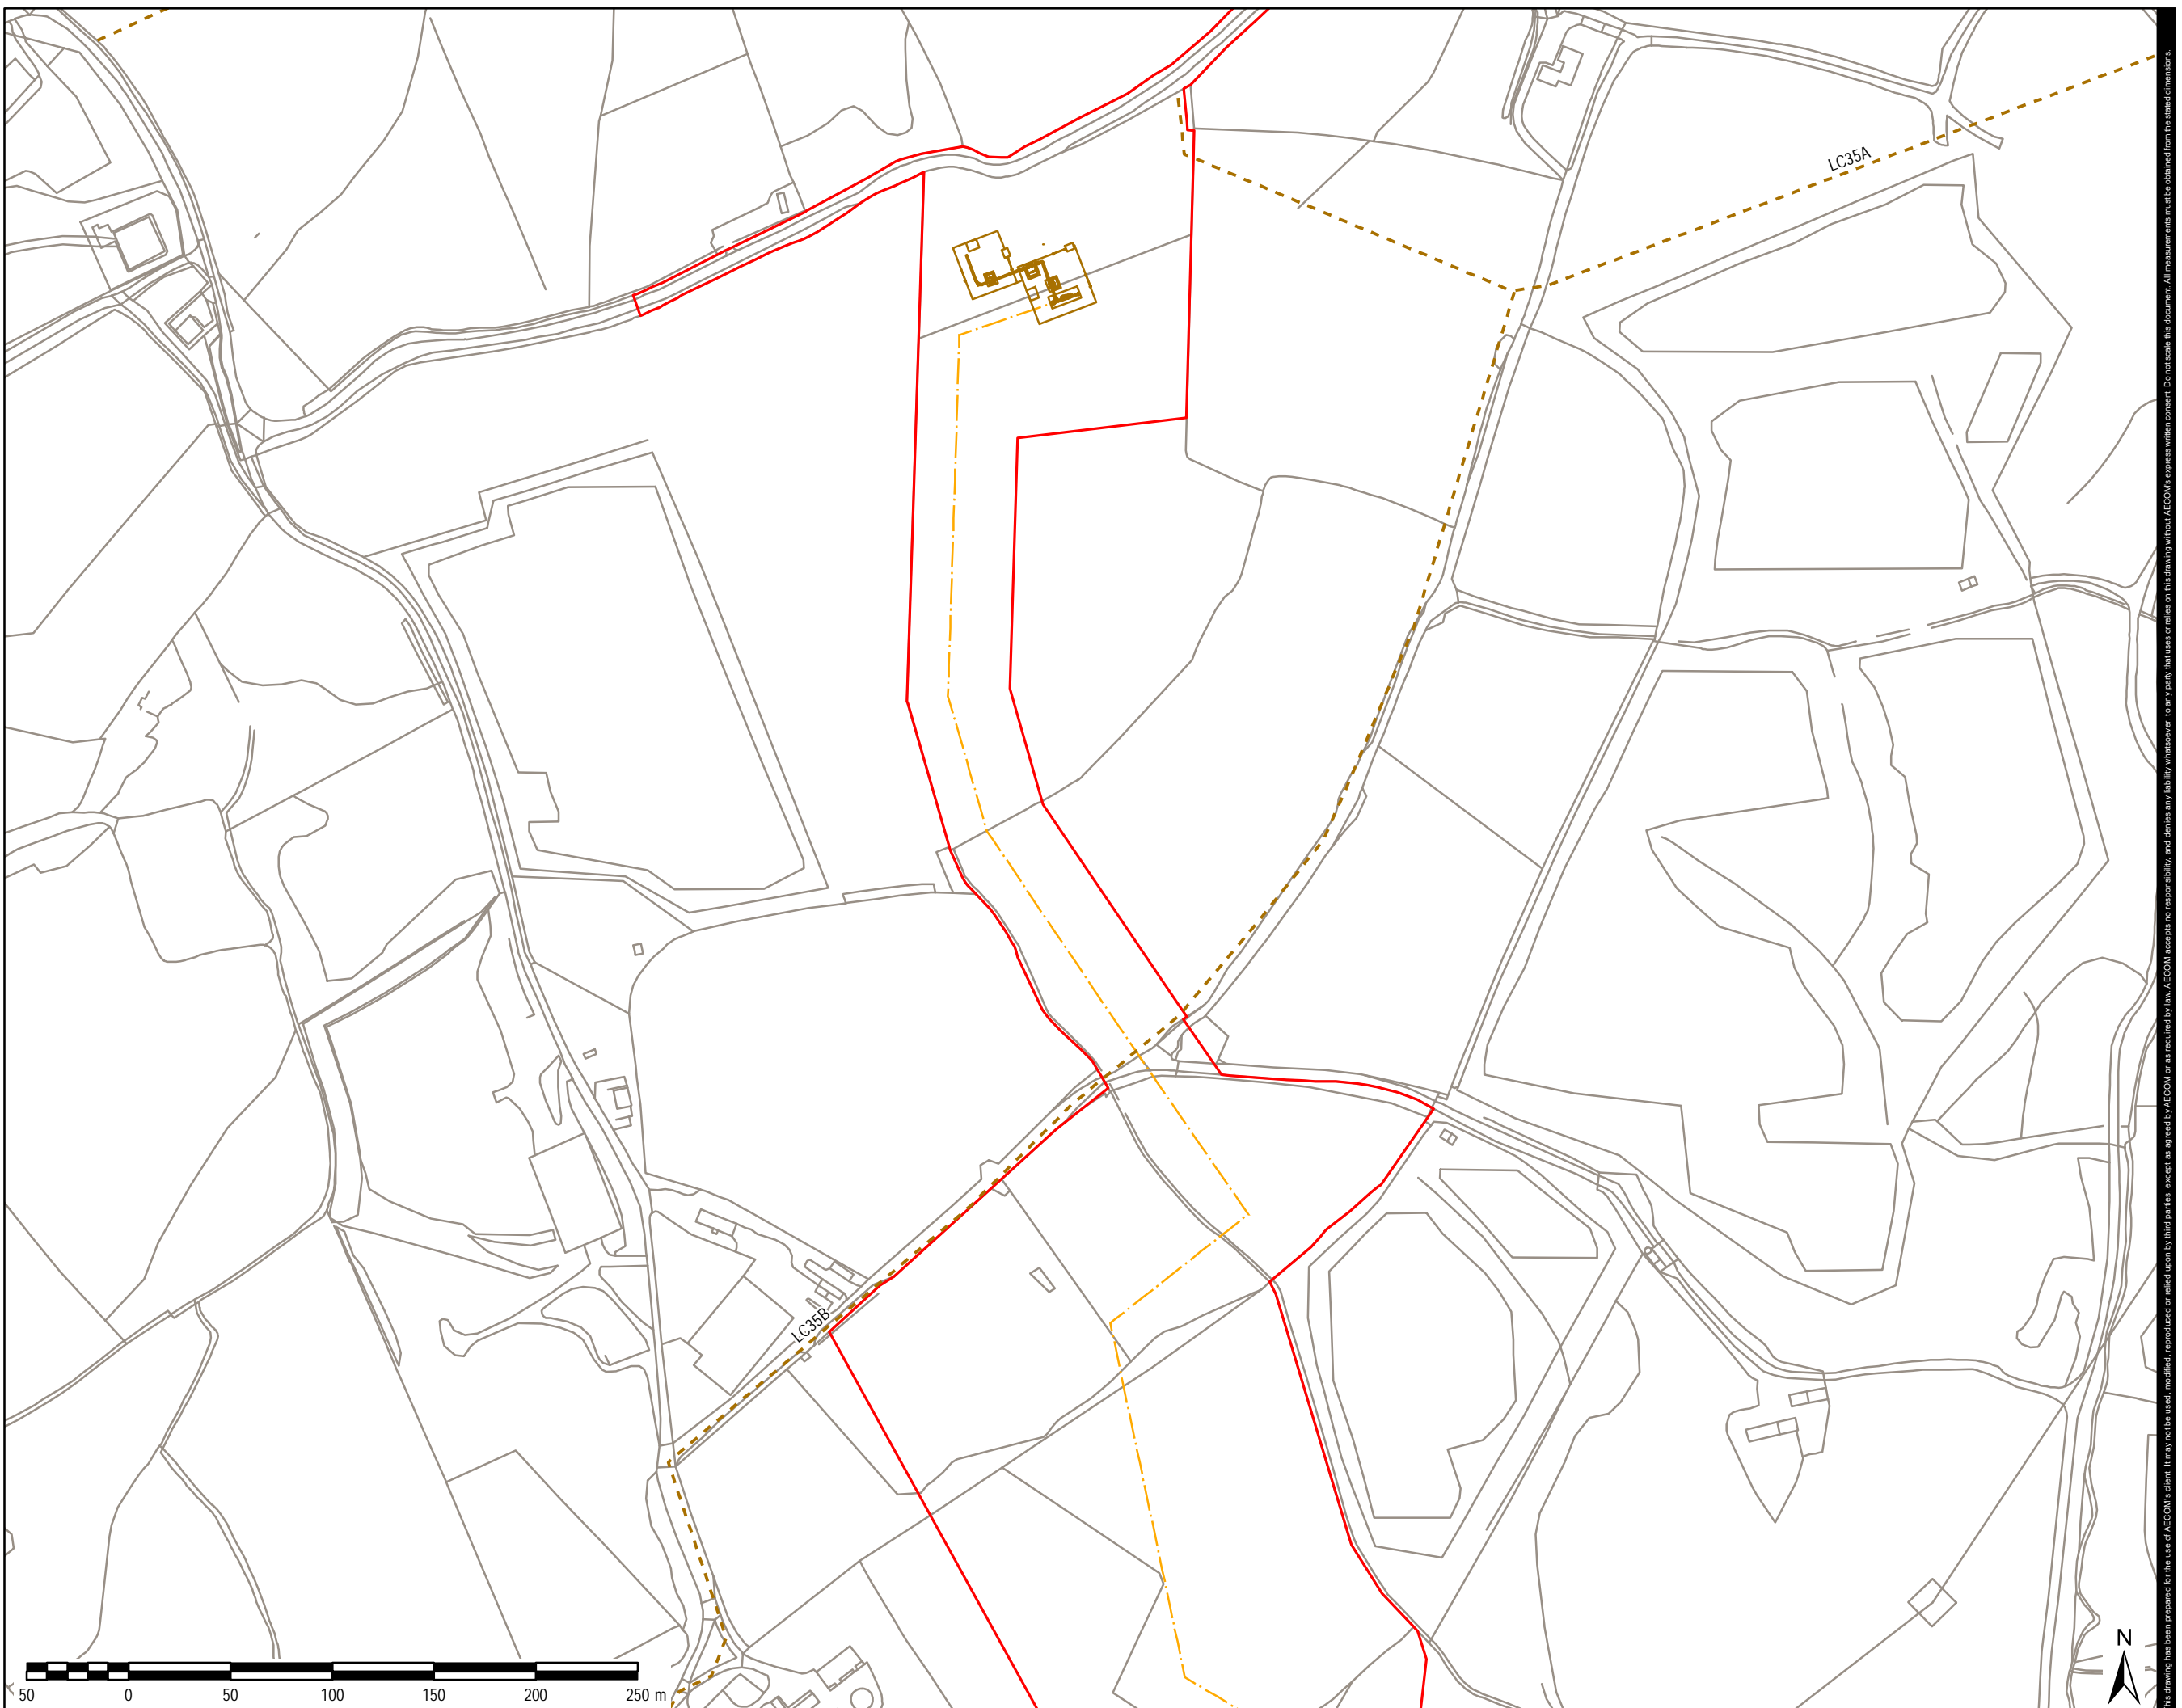 LC35A
LC35B
N
50 0 50 100 150 200 250 m
his drawing has been prepared for the use of AECOM's client. It may not be used, modified, reproduced or relied upon by third parties, except as agreed by AECOM or as required by law. AECOM accepts no responsibility, and denies any liability whatsoever, to any party that uses or relies on this drawing without AECOM's express written consent. Do not scale this document. All measurements must be obtained from the stated dimensions.